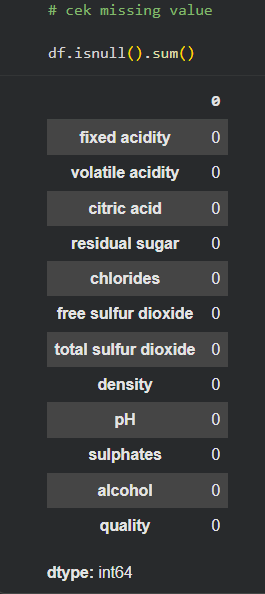 # cek missing value
df.isnull().sum()
0
fixed acidity 0
volatile acidity 0
citric acid 0
residual sugar 0
chlorides 0
free sulfur dioxide 0
total sulfur dioxide 0
density 0
pH 0
sulphates 0
alcohol 0
quality 0
dtype: int64